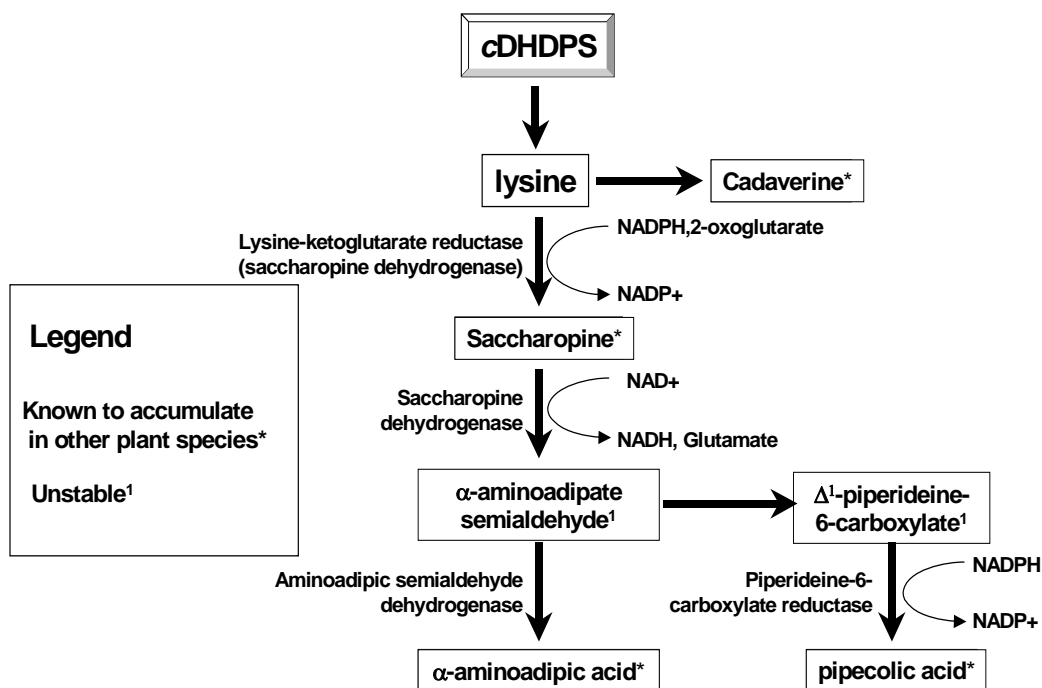 cDHDPS
lysine
Cadaverine*
Lysine-ketoglutarate reductase
(saccharopine dehydrogenase)
NADPH,2-oxoglutarate
NADP+
Legend
Known to accumulate
in other plant species*
Unstable¹
Saccharopine*
Saccharopine
dehydrogenase
NAD+
NADH, Glutamate
α-aminoadipate
semialdehyde¹
Δ¹-piperideine-
6-carboxylate¹
Aminoadipic semialdehyde
dehydrogenase
Piperideine-6-
carboxylate reductase
NADPH
NADP+
α-aminoadipic acid*
pipecolic acid*